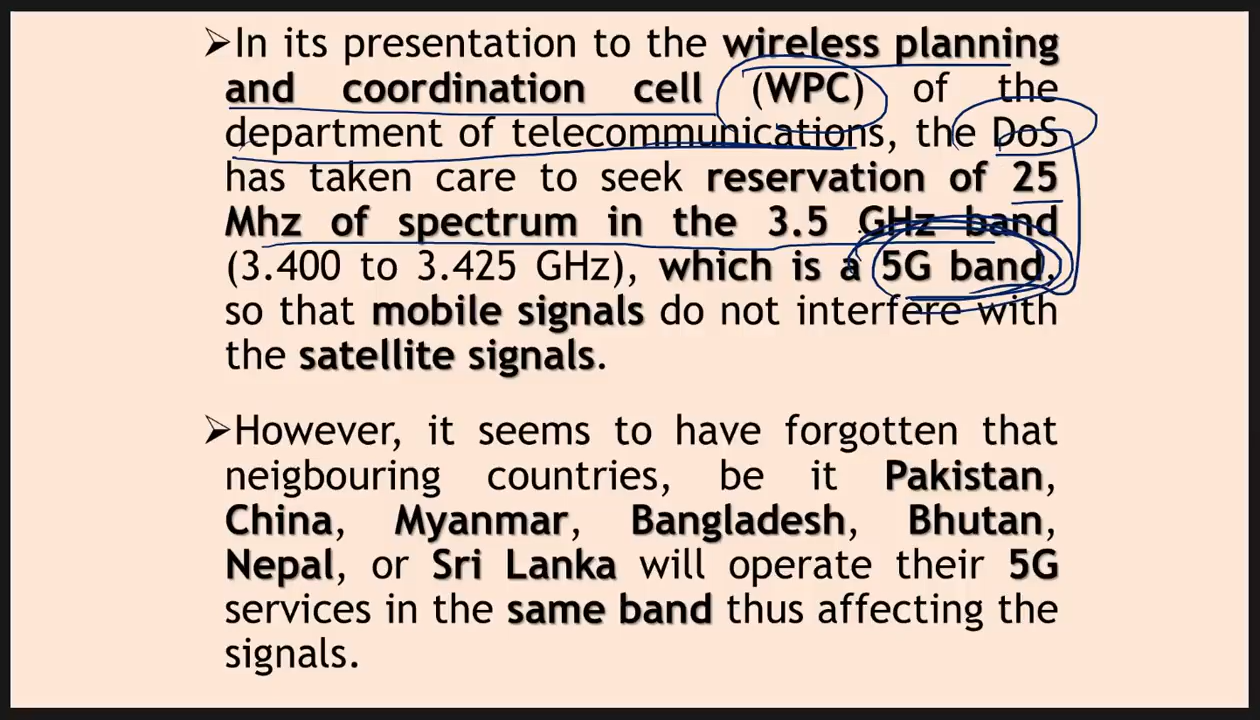 ➢In its presentation to the wireless planning
and coordination cell (WPC) of the
department of telecommunications, the DoS
has taken care to seek reservation of 25
Mhz of spectrum in the 3.5 GHz band
(3.400 to 3.425 GHz), which is a 5G band,
so that mobile signals do not interfere with
the satellite signals.
➢However, it seems to have forgotten that
neigbouring countries, be it Pakistan,
China, Myanmar, Bangladesh, Bhutan,
Nepal, or Sri Lanka will operate their 5G
services in the same band thus affecting the
signals.